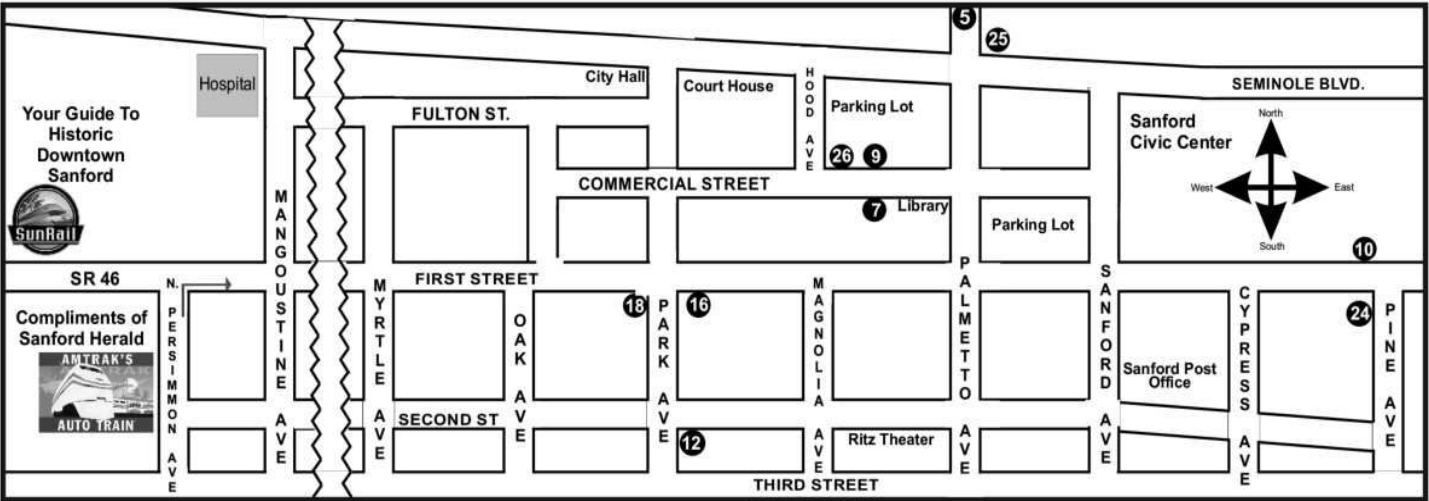 5
25
Hospital
City Hall
Court House
HOOD AVE
Parking Lot
SEMINOLE BLVD.
North
West
East
South
Your Guide To
Historic
Downtown
Sanford
SunRail
FULTON ST.
26
9
Sanford
Civic Center
COMMERCIAL STREET
7
Library
Parking Lot
10
SR 46
N. PERSIMMON AVE
MANGOUSTINE AVE
MYRTLE AVE
FIRST STREET
OAK AVE
18
PARK AVE
16
MAGNOLIA AVE
PALMETTO AVE
SANFORD AVE
CYPRESS AVE
24
PINE AVE
Compliments of
Sanford Herald
AMTRAK'S
AUTO TRAIN
Sanford Post
Office
SECOND ST
12
Ritz Theater
THIRD STREET